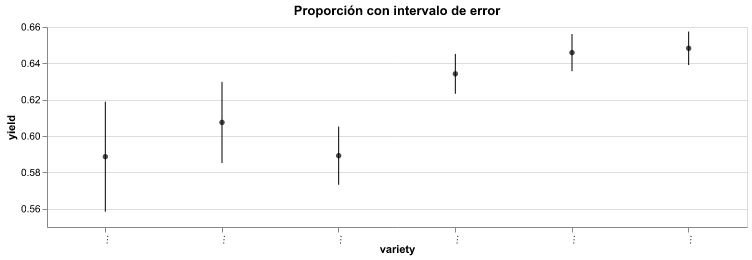 Proporción con intervalo de error
0.66
0.64
0.62
0.60
0.58
0.56
yield
... ... ... ... ... ...
variety